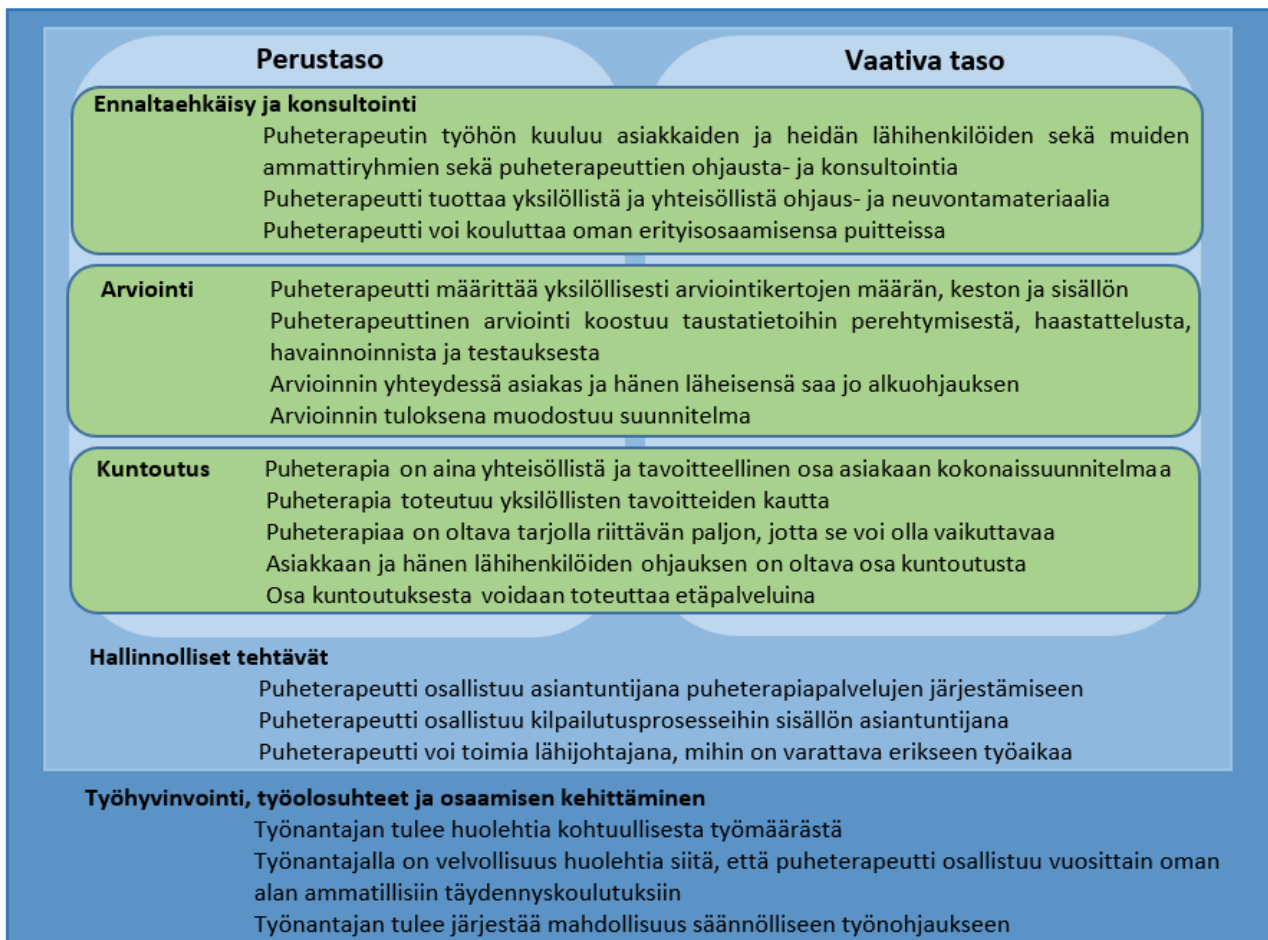 Perustaso
Vaativa taso
Ennaltaehkäisy ja konsultointi
Puheterapeutin työhön kuuluu asiakkaiden ja heidän lähihenkilöiden sekä muiden
ammattiryhmien sekä puheterapeuttien ohjausta- ja konsultointia
Puheterapeutti tuottaa yksilöllistä ja yhteisöllistä ohjaus- ja neuvontamateriaalia
Puheterapeutti voi kouluttaa oman erityisosaamisensa puitteissa
Arviointi Puheterapeutti määrittää yksilöllisesti arviointikertojen määrän, keston ja sisällön
Puheterapeuttinen arviointi koostuu taustatietoihin perehtymisestä, haastattelusta,
havainnoinnista ja testauksesta
Arvioinnin yhteydessä asiakas ja hänen läheisensä saa jo alkuohjauksen
Arvioinnin tuloksena muodostuu suunnitelma
Kuntoutus Puheterapia on aina yhteisöllistä ja tavoitteellinen osa asiakaan kokonaissuunnitelmaa
Puheterapia toteutuu yksilöllisten tavoitteiden kautta
Puheterapiaa on oltava tarjolla riittävän paljon, jotta se voi olla vaikuttavaa
Asiakkaan ja hänen lähihenkilöiden ohjauksen on oltava osa kuntoutusta
Osa kuntoutuksesta voidaan toteuttaa etäpalveluina
Hallinnolliset tehtävät
Puheterapeutti osallistuu asiantuntijana puheterapiapalvelujen järjestämiseen
Puheterapeutti osallistuu kilpailutusprosesseihin sisällön asiantuntijana
Puheterapeutti voi toimia lähijohtajana, mihin on varattava erikseen työaikaa
Työhyvinvointi, työolosuhteet ja osaamisen kehittäminen
Työnantajan tulee huolehtia kohtuullisesta työmäärästä
Työnantajalla on velvollisuus huolehtia siitä, että puheterapeutti osallistuu vuosittain oman
alan ammatillisiin täydennyskoulutuksiin
Työnantajan tulee järjestää mahdollisuus säännölliseen työnohjaukseen